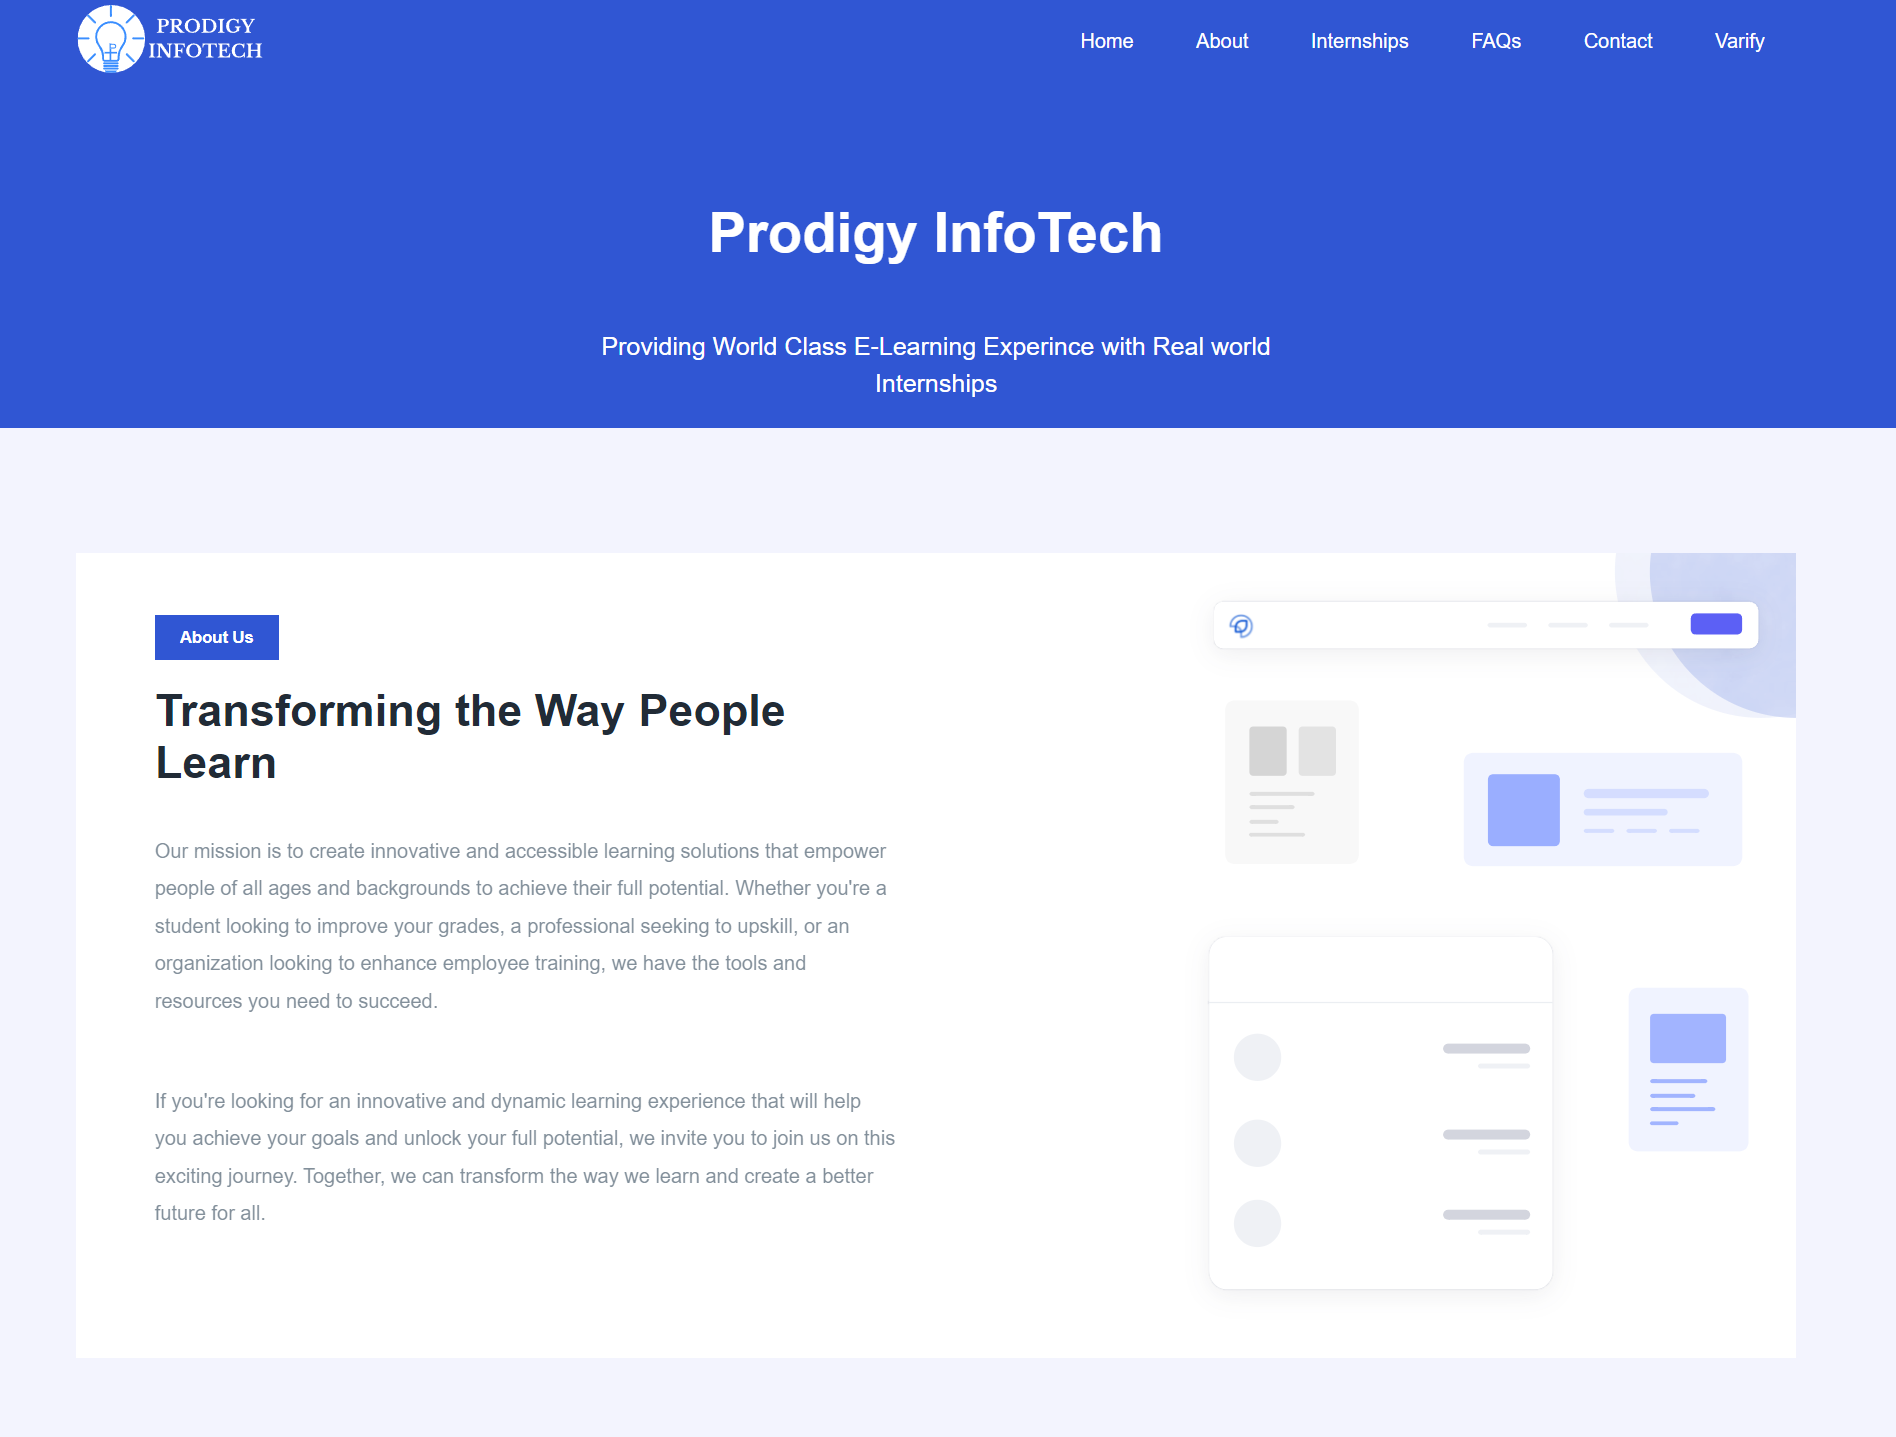 PRODIGY
INFOTECH
Home About Internships FAQs Contact Varify
Prodigy InfoTech
Providing World Class E-Learning Experince with Real world
Internships
About Us
Transforming the Way People
Learn
Our mission is to create innovative and accessible learning solutions that empower
people of all ages and backgrounds to achieve their full potential. Whether you're a
student looking to improve your grades, a professional seeking to upskill, or an
organization looking to enhance employee training, we have the tools and
resources you need to succeed.
If you're looking for an innovative and dynamic learning experience that will help
you achieve your goals and unlock your full potential, we invite you to join us on this
exciting journey. Together, we can transform the way we learn and create a better
future for all.